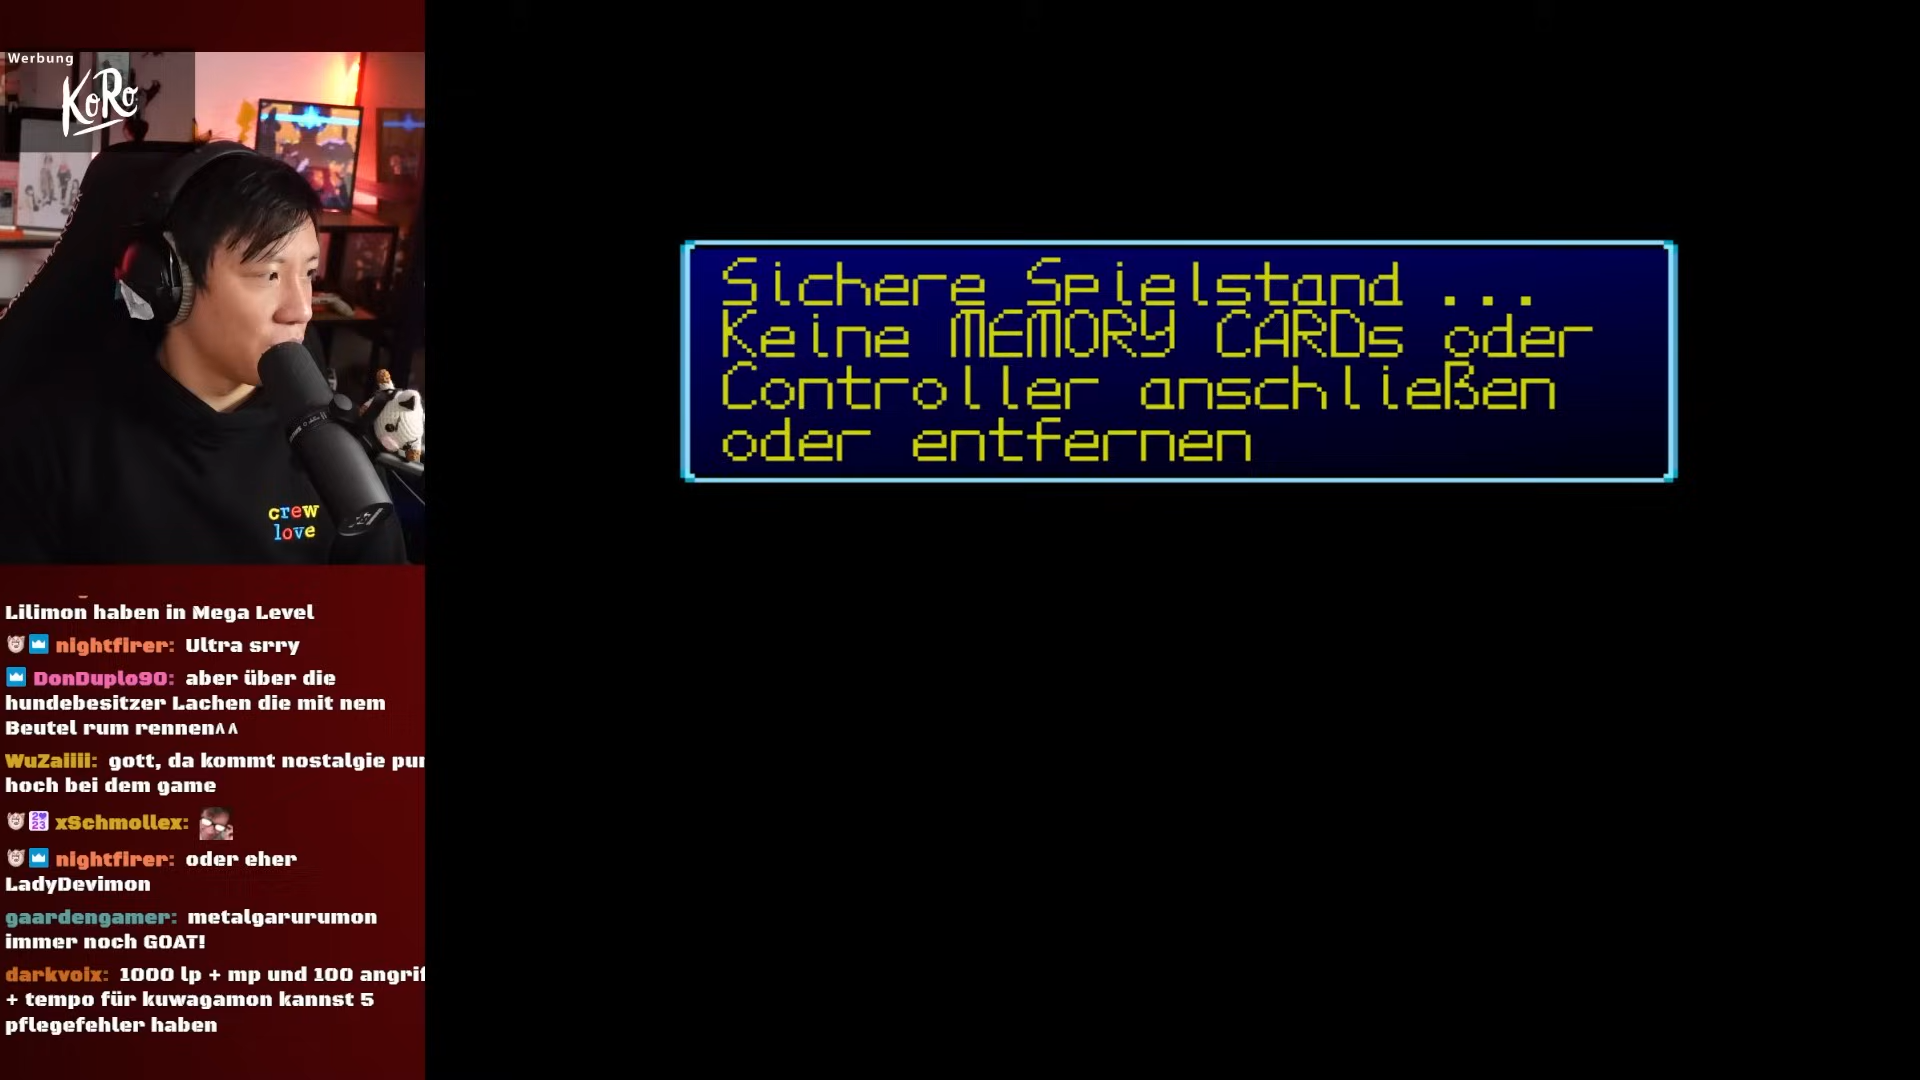 Werbung
KoRo
crew
love
Sichere Spielstand ...
Keine MEMORY CARDs oder
Controller anschließen
oder entfernen
Lilimon haben in Mega Level
nightfirer: Ultra srry
DonDuplo90: aber über die
hundebesitzer Lachen die mit nem
Beutel rum rennen^^
WuZaiiii: gott, da kommt nostalgie pur
hoch bei dem game
xSchmollex:
nightfirer: oder eher
LadyDevimon
gaardengamer: metalgarurumon
immer noch GOAT!
darkvoix: 1000 lp + mp und 100 angrif
+ tempo für kuwagamon kannst 5
pflegefehler haben